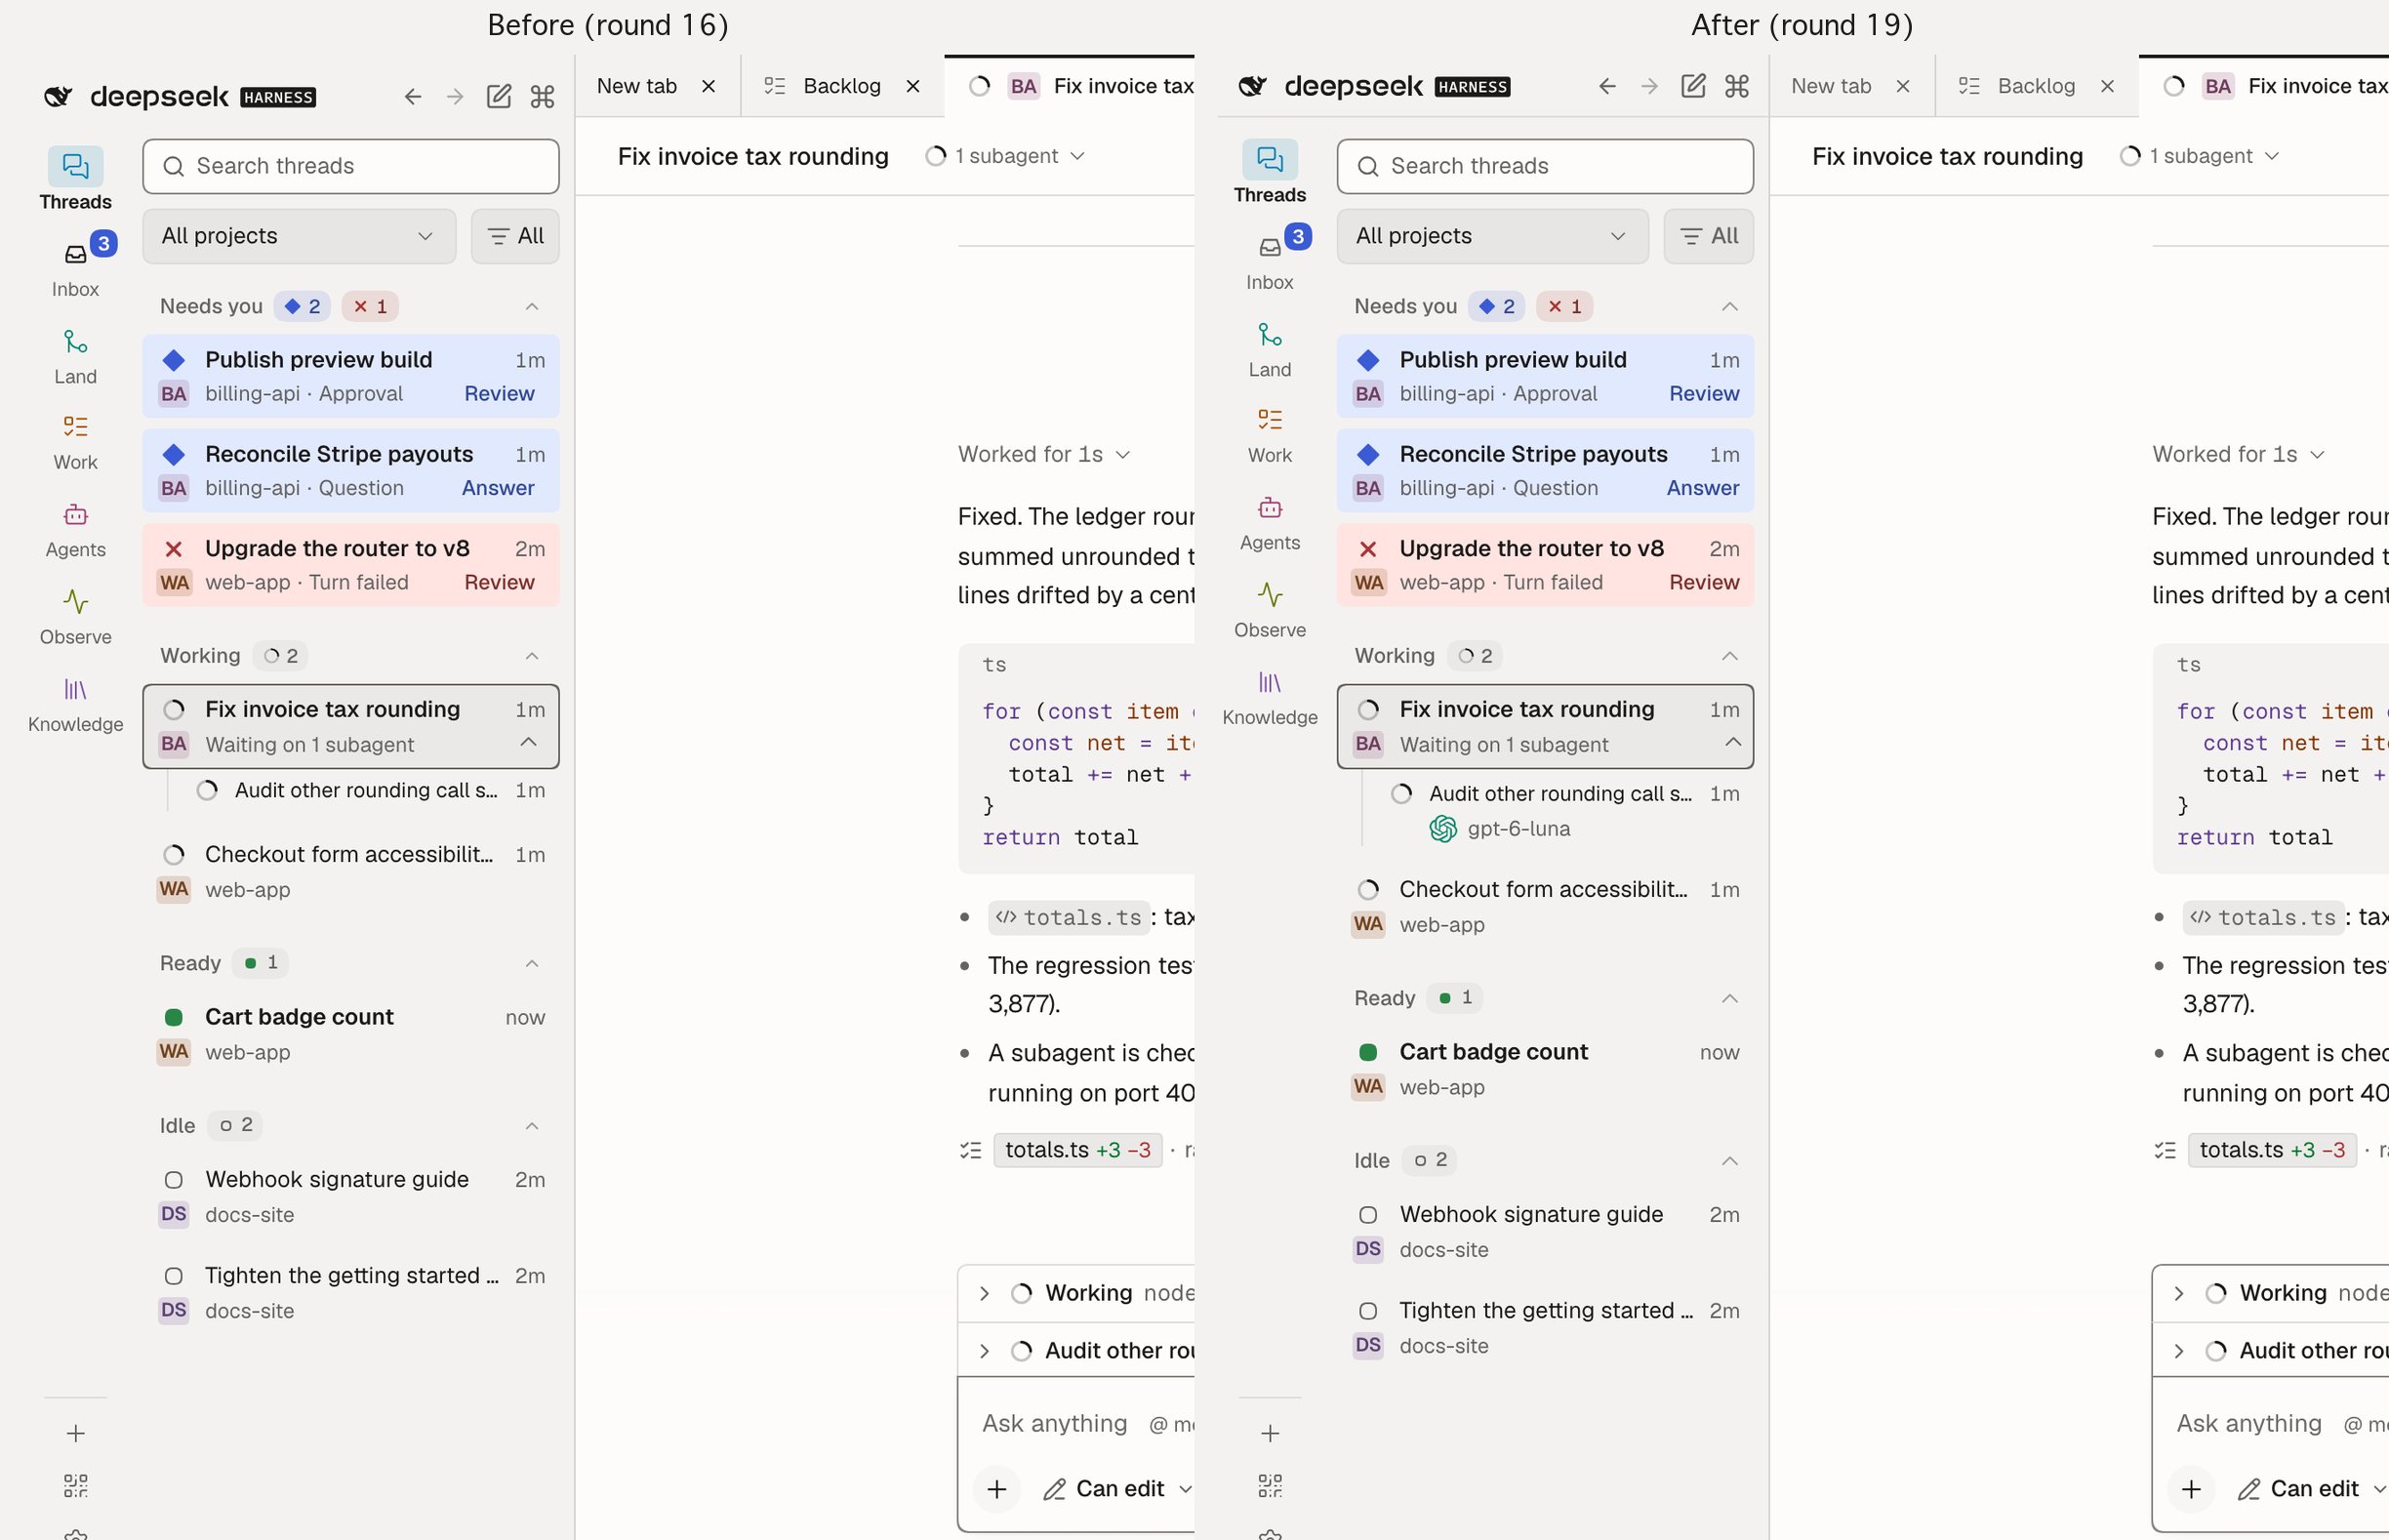 Before (round 16)
deepseek HARNESS
New tab
Backlog
BA Fix invoice tax
Threads
Inbox 3
Land
Work
Agents
Observe
Knowledge
Search threads
All projects
All
Needs you 2 1
Publish preview build 1m
BA billing-api · Approval Review
Reconcile Stripe payouts 1m
BA billing-api · Question Answer
Upgrade the router to v8 2m
WA web-app · Turn failed Review
Working 2
Fix invoice tax rounding 1m
BA Waiting on 1 subagent
Audit other rounding call s... 1m
Checkout form accessibilit... 1m
WA web-app
Ready 1
Cart badge count now
WA web-app
Idle 2
Webhook signature guide 2m
DS docs-site
Tighten the getting started ... 2m
DS docs-site
Fix invoice tax rounding 1 subagent
Worked for 1s
Fixed. The ledger roun
summed unrounded t
lines drifted by a cent
ts
for (const item
const net = ite
total += net +
}
return total
totals.ts: tax
The regression tes
3,877).
A subagent is chec
running on port 40
totals.ts +3 −3 ·
Working node
Audit other rou
Ask anything @ me
Can edit
After (round 19)
deepseek HARNESS
New tab
Backlog
BA Fix invoice tax
Threads
Inbox 3
Land
Work
Agents
Observe
Knowledge
Search threads
All projects
All
Needs you 2 1
Publish preview build 1m
BA billing-api · Approval Review
Reconcile Stripe payouts 1m
BA billing-api · Question Answer
Upgrade the router to v8 2m
WA web-app · Turn failed Review
Working 2
Fix invoice tax rounding 1m
BA Waiting on 1 subagent
Audit other rounding call s... 1m
gpt-6-luna
Checkout form accessibilit... 1m
WA web-app
Ready 1
Cart badge count now
WA web-app
Idle 2
Webhook signature guide 2m
DS docs-site
Tighten the getting started ... 2m
DS docs-site
Fix invoice tax rounding 1 subagent
Worked for 1s
Fixed. The ledger roun
summed unrounded t
lines drifted by a cent
ts
for (const item
const net = ite
total += net +
}
return total
totals.ts: tax
The regression tes
3,877).
A subagent is chec
running on port 40
totals.ts +3 −3 ·
Working node
Audit other rou
Ask anything @ me
Can edit